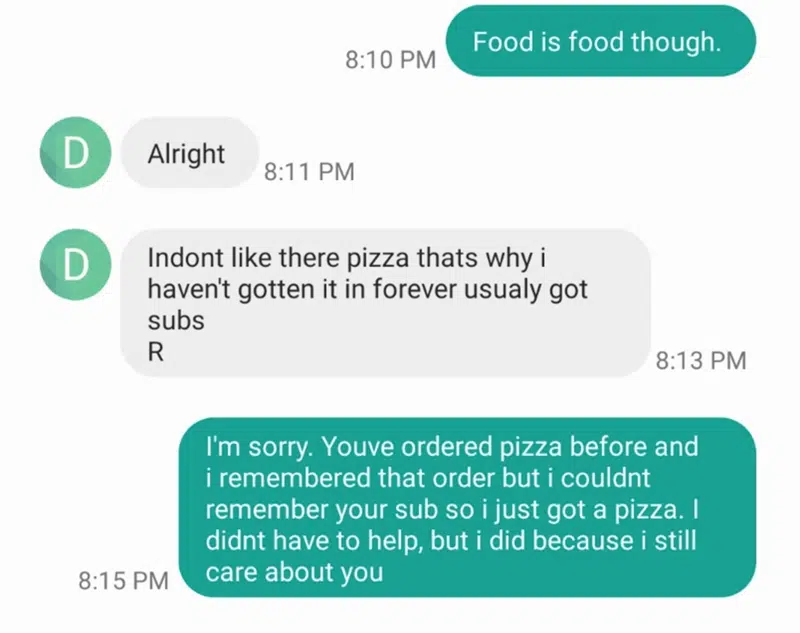 Food is food though.
8:10 PM
D
Alright
8:11 PM
D
Indont like there pizza thats why i
haven't gotten it in forever usualy got
subs
R
8:13 PM
I'm sorry. Youve ordered pizza before and
i remembered that order but i couldnt
remember your sub so i just got a pizza. I
didnt have to help, but i did because i still
care about you
8:15 PM